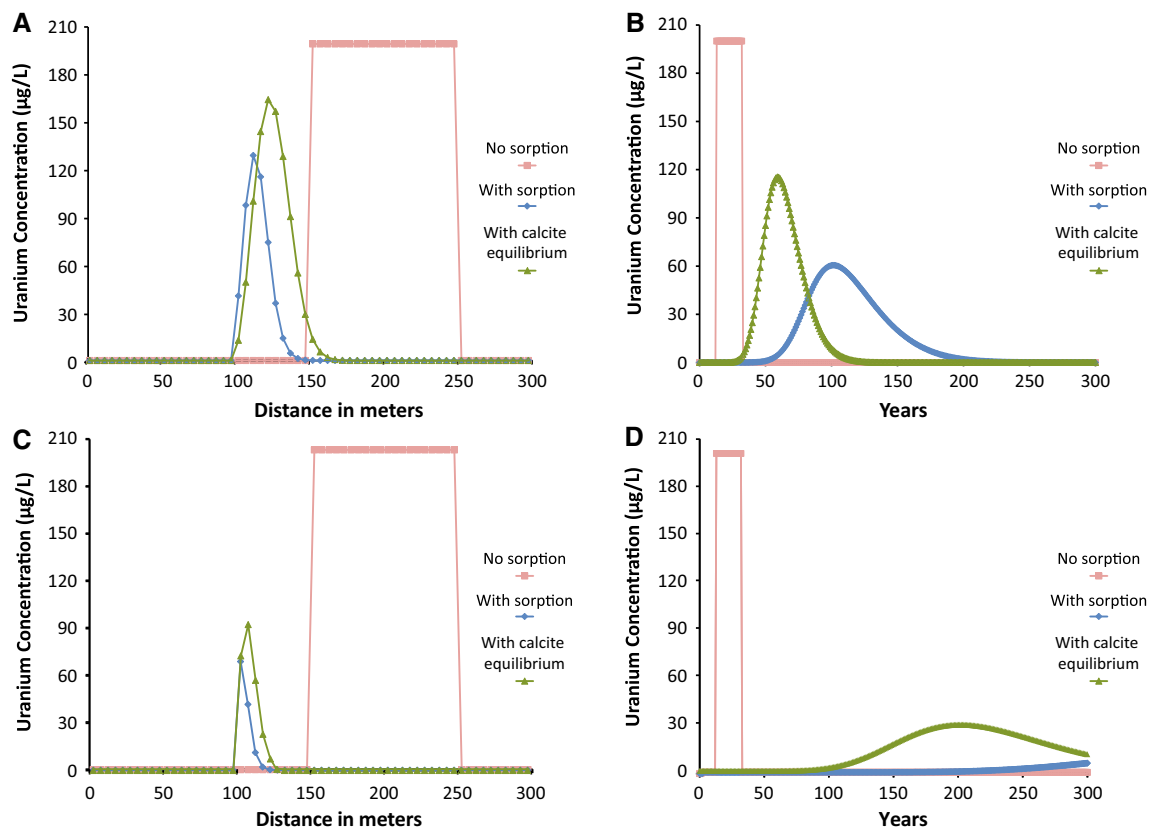 A
Uranium Concentration (µg/L)
210
180
150
120
90
60
30
0
0 50 100 150 200 250 300
Distance in meters
No sorption
With sorption
With calcite
equilibrium
B
Uranium Concentration (µg/L)
210
180
150
120
90
60
30
0
0 50 100 150 200 250 300
Years
No sorption
With sorption
With calcite
equilibrium
C
Uranium Concentration (µg/L)
210
180
150
120
90
60
30
0
0 50 100 150 200 250 300
Distance in meters
No sorption
With sorption
With calcite
equilibrium
D
Uranium Concentration (µg/L)
210
180
150
120
90
60
30
0
0 50 100 150 200 250 300
Years
No sorption
With sorption
With calcite
equilibrium